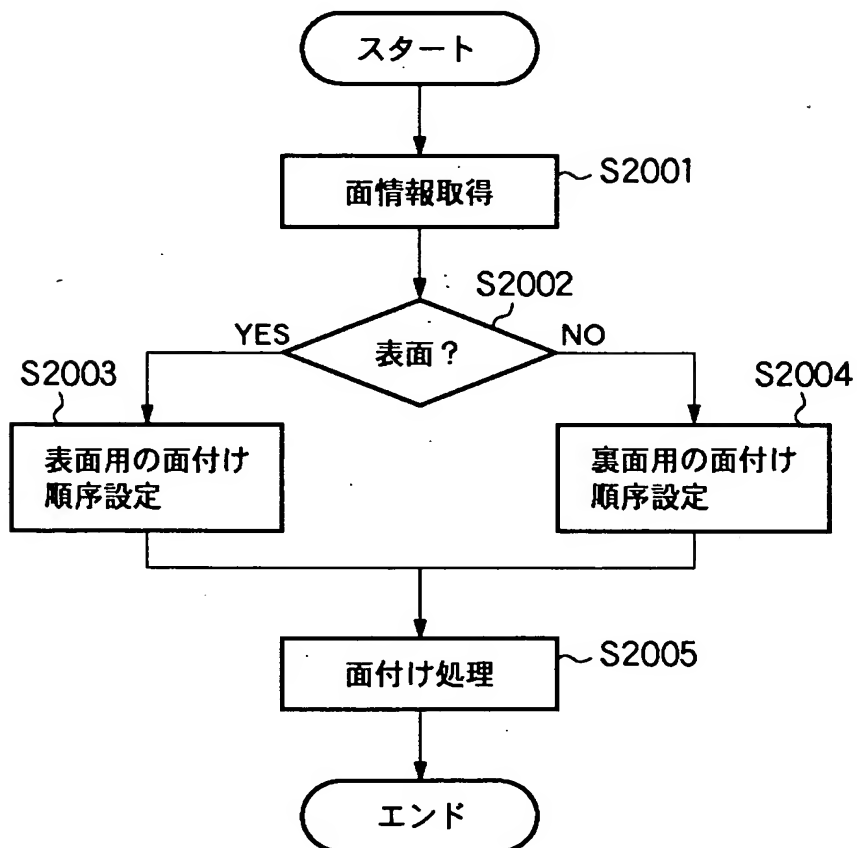 スタート
S2001
面情報取得
S2002
YES
表面？
NO
S2003
S2004
表面用の面付け
順序設定
裏面用の面付け
順序設定
S2005
面付け処理
エンド